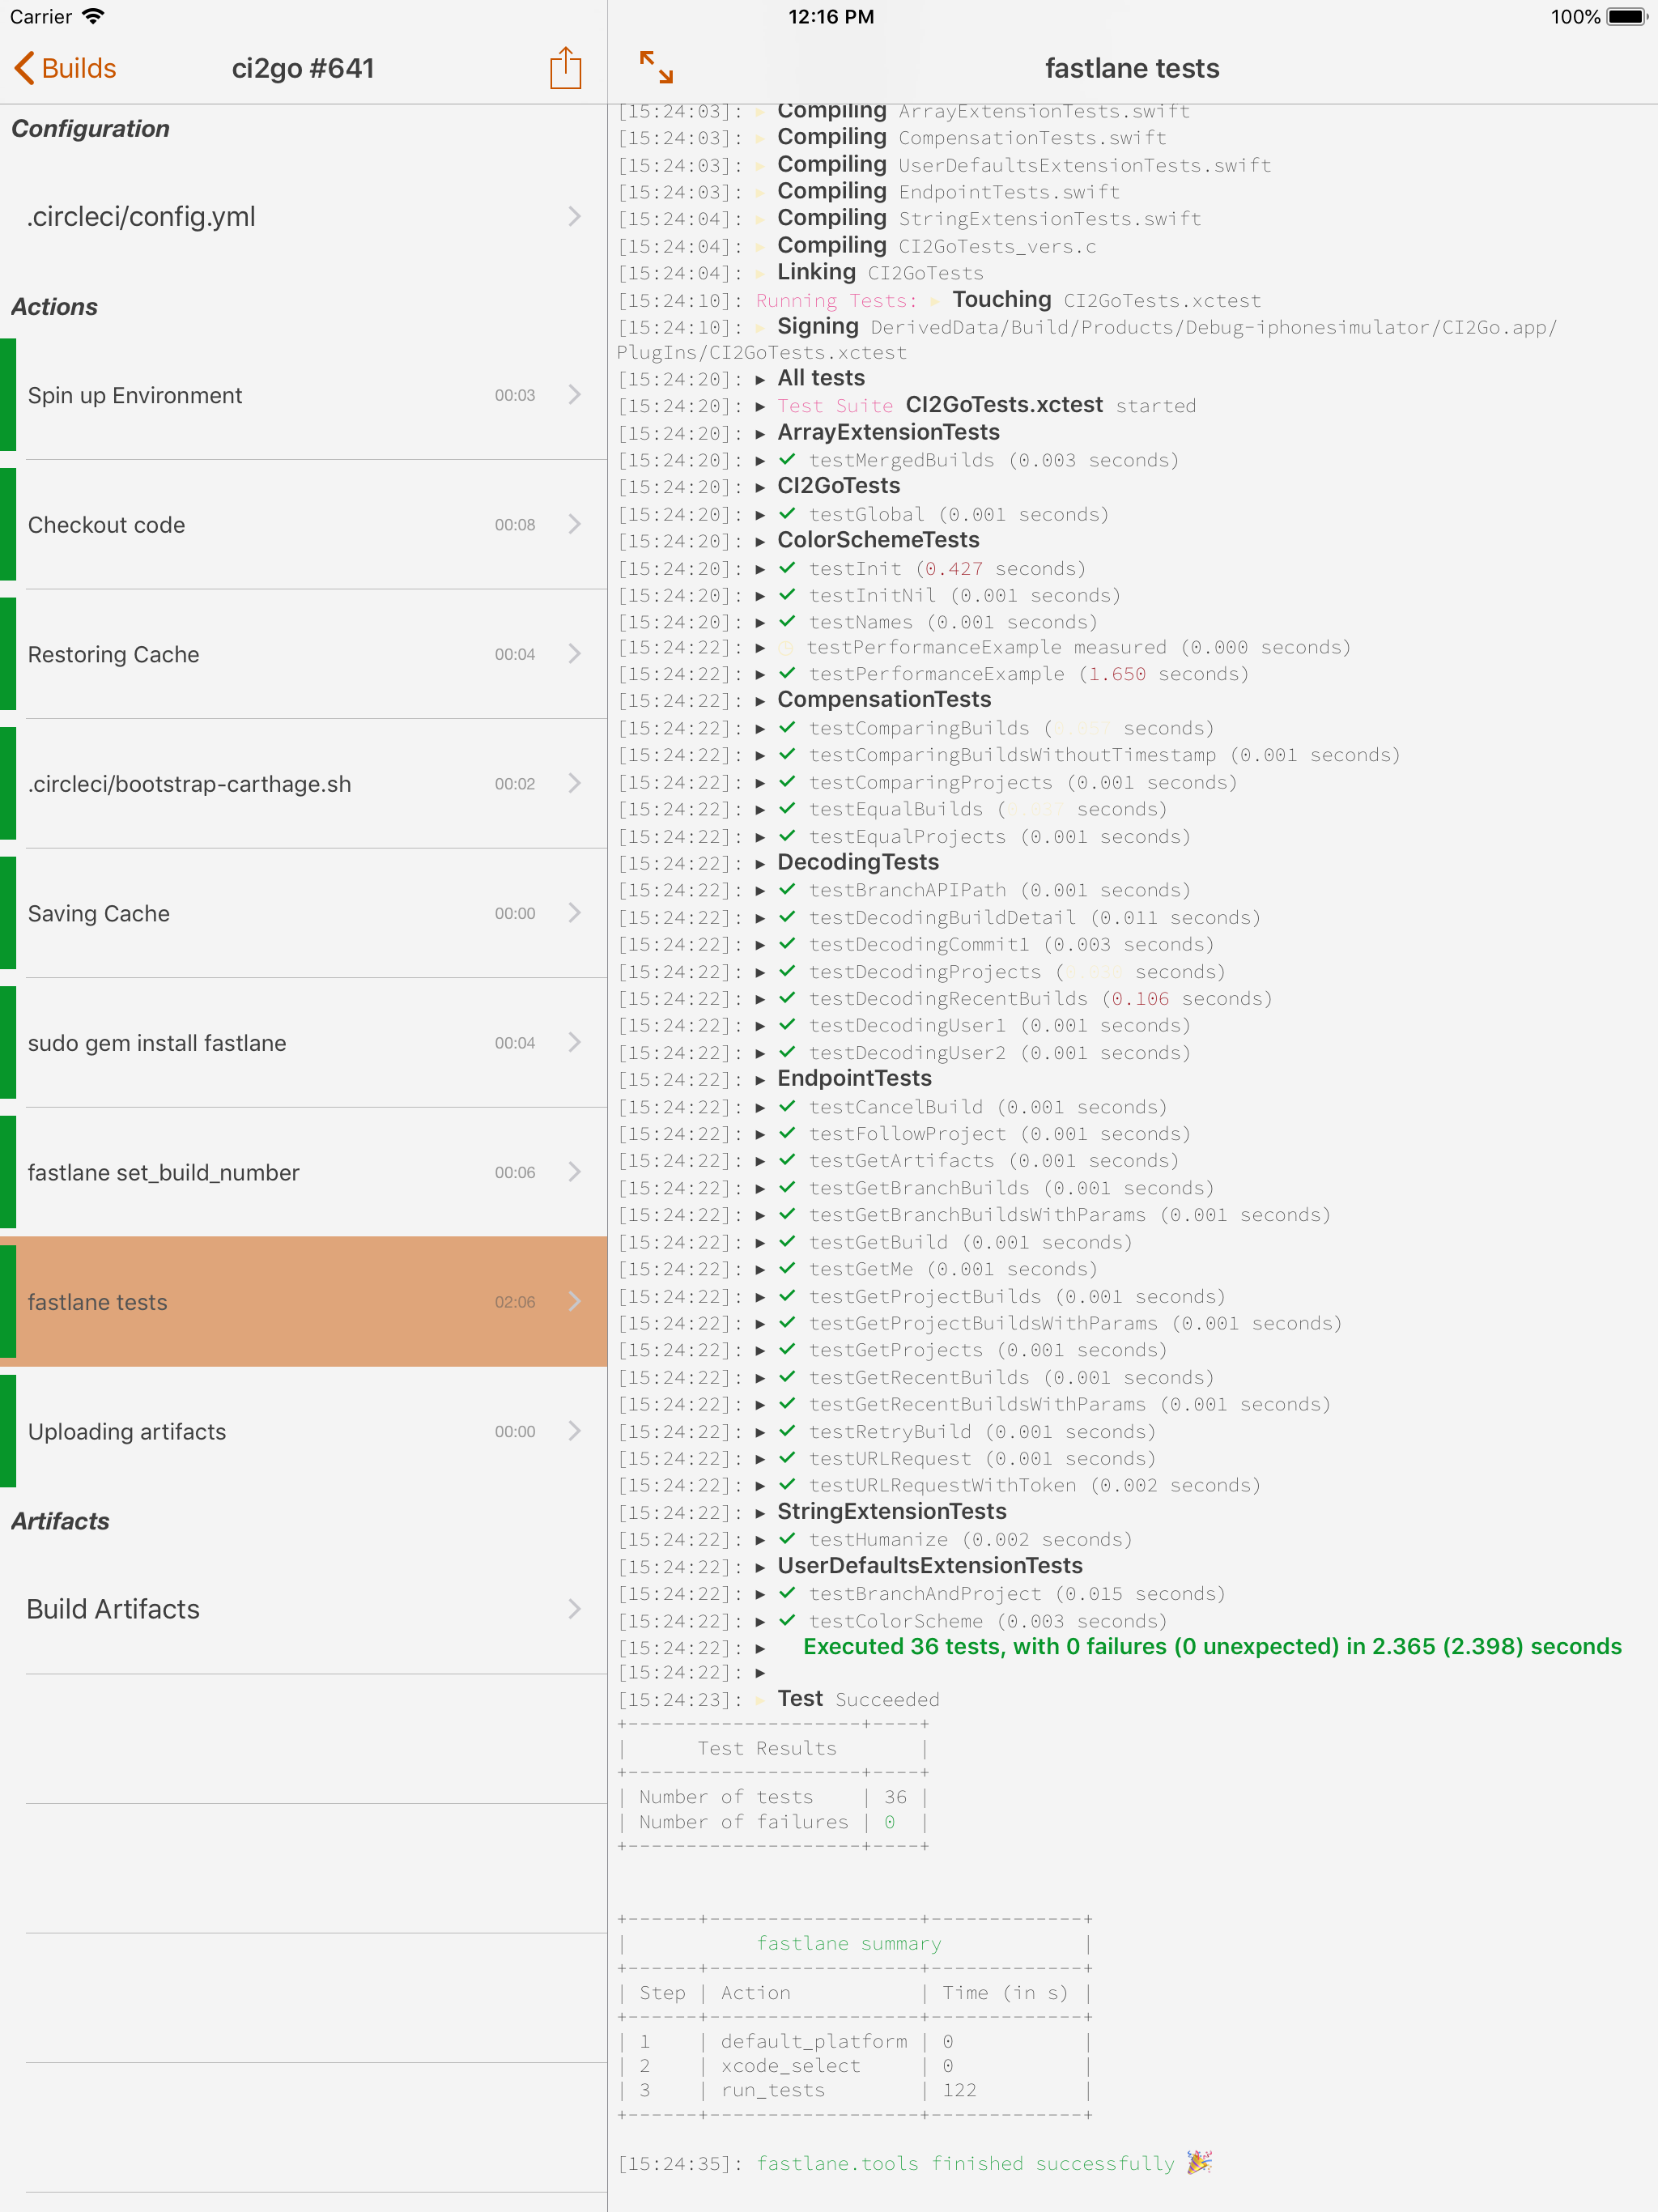 Carrier
12:16 PM
100%
Builds
ci2go #641
fastlane tests
Configuration
.circleci/config.yml
Actions
Spin up Environment 00:03
Checkout code 00:08
Restoring Cache 00:04
.circleci/bootstrap-carthage.sh 00:02
Saving Cache 00:00
sudo gem install fastlane 00:04
fastlane set_build_number 00:06
fastlane tests 02:06
Uploading artifacts 00:00
Artifacts
Build Artifacts
[15:24:03]: ▸ Compiling ArrayExtensionTests.swift
[15:24:03]: ▸ Compiling CompensationTests.swift
[15:24:03]: ▸ Compiling UserDefaultsExtensionTests.swift
[15:24:03]: ▸ Compiling EndpointTests.swift
[15:24:04]: ▸ Compiling StringExtensionTests.swift
[15:24:04]: ▸ Compiling CI2GoTests_vers.c
[15:24:04]: ▸ Linking CI2GoTests
[15:24:10]: Running Tests: ▸ Touching CI2GoTests.xctest
[15:24:10]: ▸ Signing DerivedData/Build/Products/Debug-iphonesimulator/CI2Go.app/
PlugIns/CI2GoTests.xctest
[15:24:20]: ▸ All tests
[15:24:20]: ▸ Test Suite CI2GoTests.xctest started
[15:24:20]: ▸ ArrayExtensionTests
[15:24:20]: ▸ ✓ testMergedBuilds (0.003 seconds)
[15:24:20]: ▸ CI2GoTests
[15:24:20]: ▸ ✓ testGlobal (0.001 seconds)
[15:24:20]: ▸ ColorSchemeTests
[15:24:20]: ▸ ✓ testInit (0.427 seconds)
[15:24:20]: ▸ ✓ testInitNil (0.001 seconds)
[15:24:20]: ▸ ✓ testNames (0.001 seconds)
[15:24:22]: ▸ ◷ testPerformanceExample measured (0.000 seconds)
[15:24:22]: ▸ ✓ testPerformanceExample (1.650 seconds)
[15:24:22]: ▸ CompensationTests
[15:24:22]: ▸ ✓ testComparingBuilds ( seconds)
[15:24:22]: ▸ ✓ testComparingBuildsWithoutTimestamp (0.001 seconds)
[15:24:22]: ▸ ✓ testComparingProjects (0.001 seconds)
[15:24:22]: ▸ ✓ testEqualBuilds ( seconds)
[15:24:22]: ▸ ✓ testEqualProjects (0.001 seconds)
[15:24:22]: ▸ DecodingTests
[15:24:22]: ▸ ✓ testBranchAPIPath (0.001 seconds)
[15:24:22]: ▸ ✓ testDecodingBuildDetail (0.011 seconds)
[15:24:22]: ▸ ✓ testDecodingCommit1 (0.003 seconds)
[15:24:22]: ▸ ✓ testDecodingProjects ( seconds)
[15:24:22]: ▸ ✓ testDecodingRecentBuilds (0.106 seconds)
[15:24:22]: ▸ ✓ testDecodingUser1 (0.001 seconds)
[15:24:22]: ▸ ✓ testDecodingUser2 (0.001 seconds)
[15:24:22]: ▸ EndpointTests
[15:24:22]: ▸ ✓ testCancelBuild (0.001 seconds)
[15:24:22]: ▸ ✓ testFollowProject (0.001 seconds)
[15:24:22]: ▸ ✓ testGetArtifacts (0.001 seconds)
[15:24:22]: ▸ ✓ testGetBranchBuilds (0.001 seconds)
[15:24:22]: ▸ ✓ testGetBranchBuildsWithParams (0.001 seconds)
[15:24:22]: ▸ ✓ testGetBuild (0.001 seconds)
[15:24:22]: ▸ ✓ testGetMe (0.001 seconds)
[15:24:22]: ▸ ✓ testGetProjectBuilds (0.001 seconds)
[15:24:22]: ▸ ✓ testGetProjectBuildsWithParams (0.001 seconds)
[15:24:22]: ▸ ✓ testGetProjects (0.001 seconds)
[15:24:22]: ▸ ✓ testGetRecentBuilds (0.001 seconds)
[15:24:22]: ▸ ✓ testGetRecentBuildsWithParams (0.001 seconds)
[15:24:22]: ▸ ✓ testRetryBuild (0.001 seconds)
[15:24:22]: ▸ ✓ testURLRequest (0.001 seconds)
[15:24:22]: ▸ ✓ testURLRequestWithToken (0.002 seconds)
[15:24:22]: ▸ StringExtensionTests
[15:24:22]: ▸ ✓ testHumanize (0.002 seconds)
[15:24:22]: ▸ UserDefaultsExtensionTests
[15:24:22]: ▸ ✓ testBranchAndProject (0.015 seconds)
[15:24:22]: ▸ ✓ testColorScheme (0.003 seconds)
[15:24:22]: ▸ Executed 36 tests, with 0 failures (0 unexpected) in 2.365 (2.398) seconds
[15:24:22]: ▸
[15:24:23]: ▸ Test Succeeded
+--------------------+----+
| Test Results |
+--------------------+----+
| Number of tests | 36 |
| Number of failures | 0 |
+--------------------+----+
+------+------------------+-------------+
| fastlane summary |
+------+------------------+-------------+
| Step | Action | Time (in s) |
+------+------------------+-------------+
| 1 | default_platform | 0 |
| 2 | xcode_select | 0 |
| 3 | run_tests | 122 |
+------+------------------+-------------+
[15:24:35]: fastlane.tools finished successfully 🎉